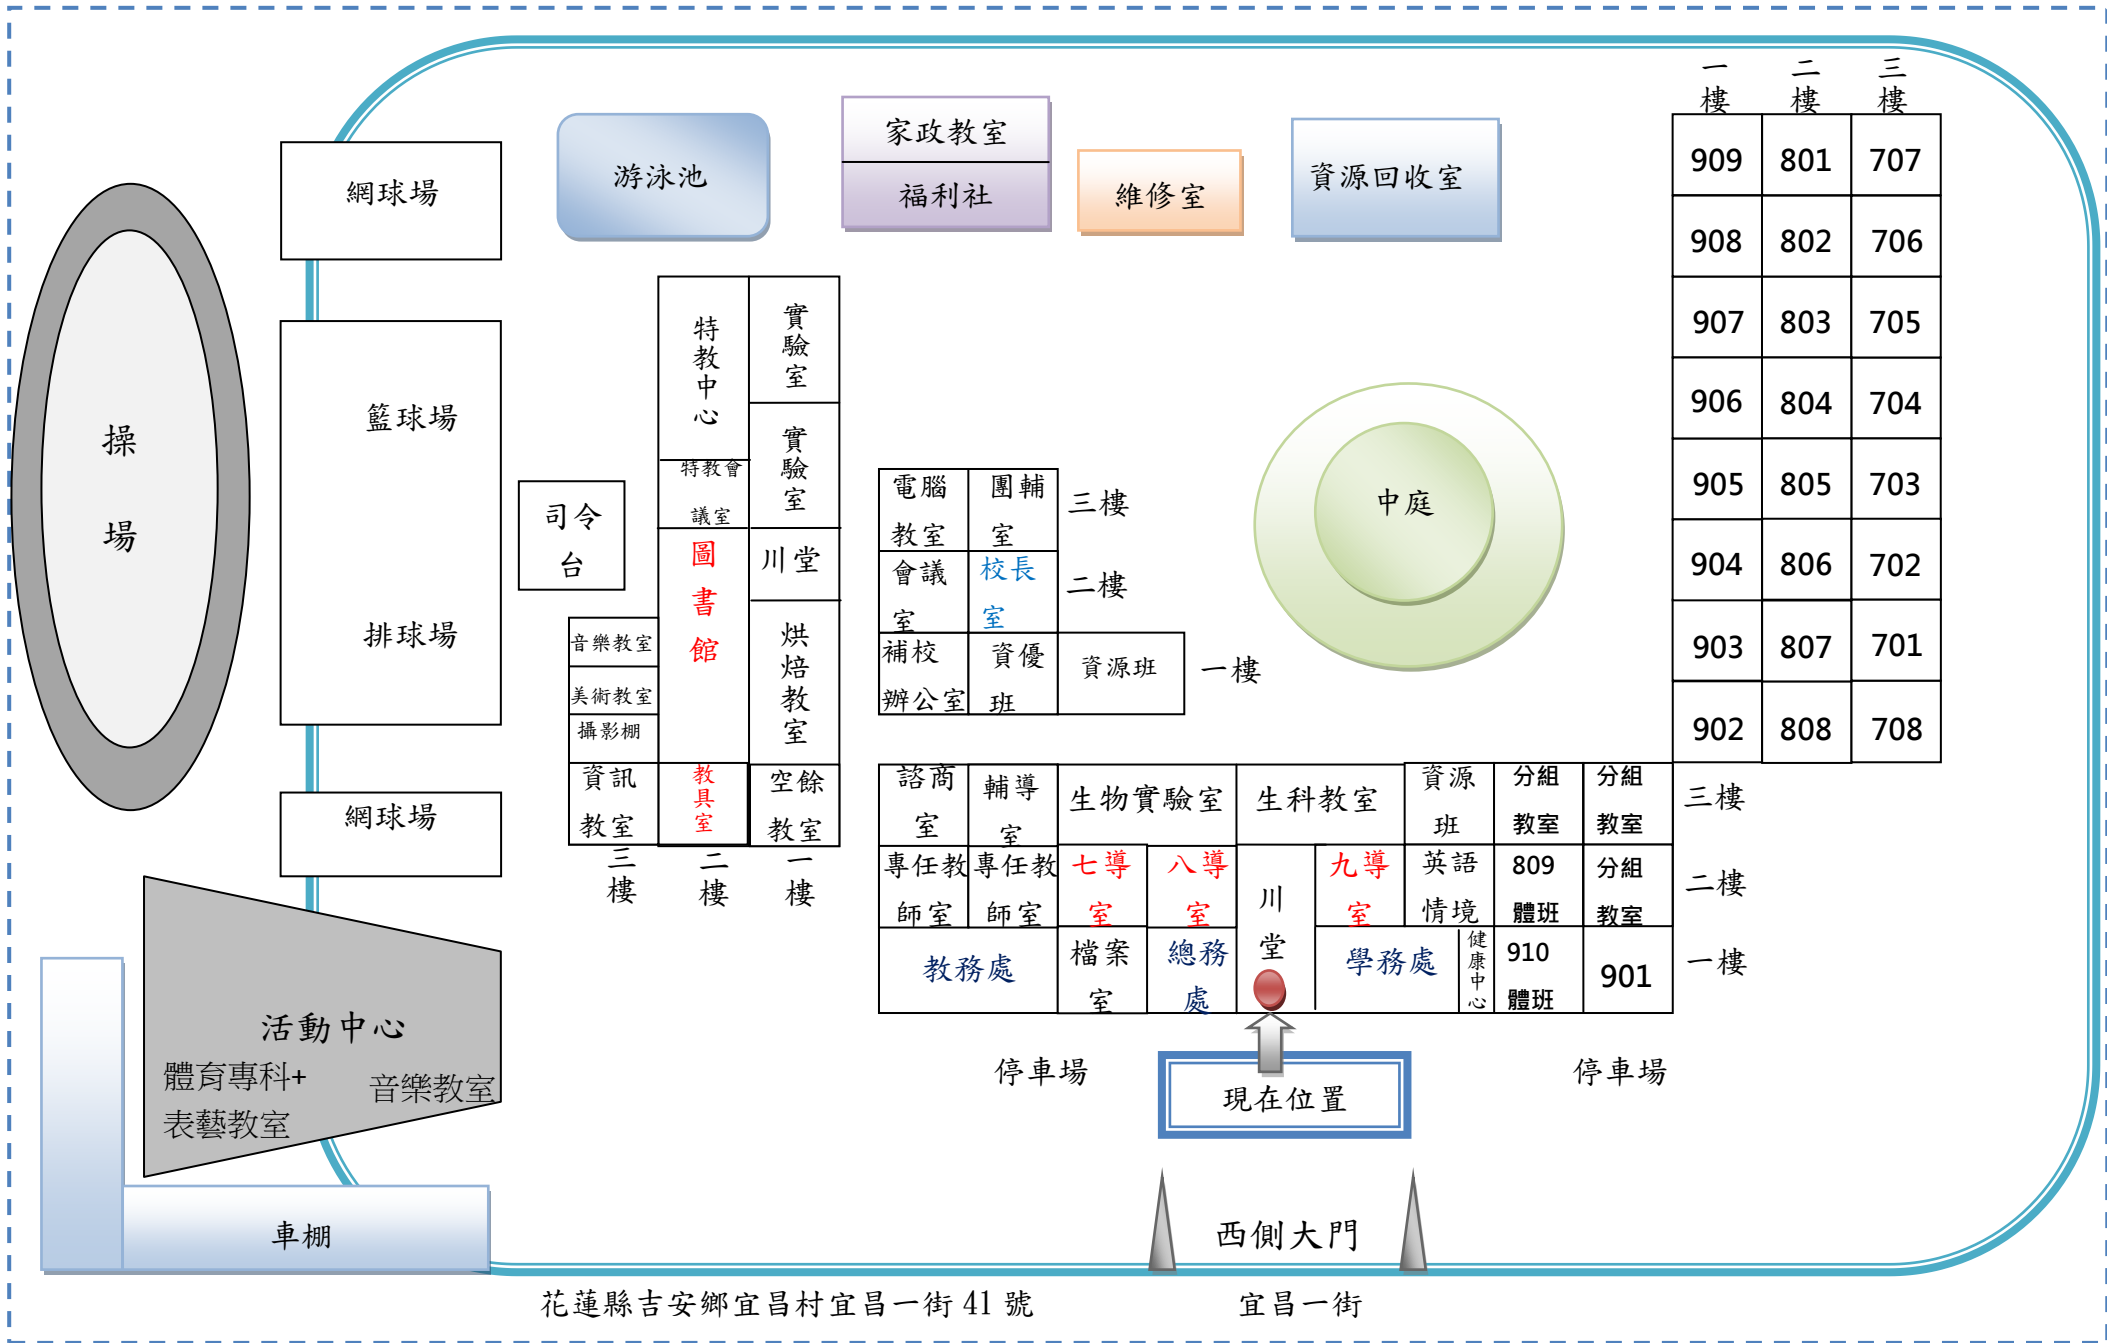 一樓
二樓
三樓
909
801
707
908
802
706
907
803
705
906
804
704
905
805
703
904
806
702
903
807
701
902
808
708
網球場
游泳池
家政教室
福利社
維修室
資源回收室
操場
籃球場
排球場
網球場
司令
台
特教中心
特教會
議室
圖書館
教具室
實驗室
實驗室
川堂
烘焙教室
空餘
教室
音樂教室
美術教室
攝影棚
資訊
教室
三樓
二樓
一樓
電腦
教室
團輔
室
三樓
會議
室
校長
室
二樓
補校
辦公室
資優
班
資源班
一樓
中庭
諮商
室
輔導
室
生物實驗室
生科教室
資源
班
分組
教室
分組
教室
三樓
專任教
師室
專任教
師室
七導
室
八導
室
川堂
九導
室
英語
情境
809
體班
分組
教室
二樓
教務處
檔案
室
總務
處
學務處
健康中心
910
體班
901
一樓
停車場
停車場
現在位置
活動中心
體育專科+
表藝教室
音樂教室
車棚
西側大門
花蓮縣吉安鄉宜昌村宜昌一街 41 號
宜昌一街